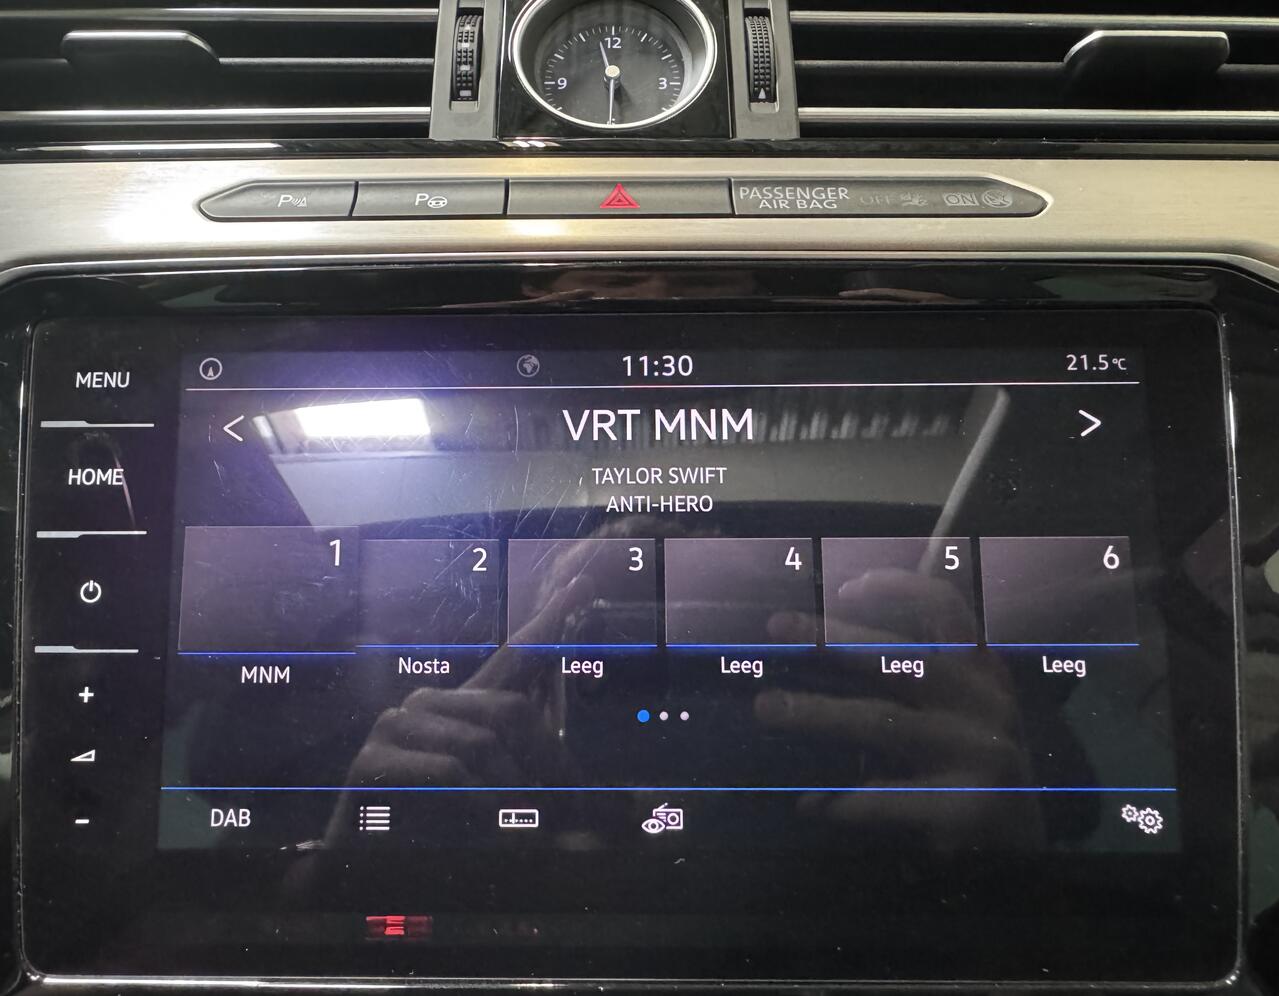 12
9
3
P
P
PASSENGER
AIR BAG
OFF
ON
MENU
11:30
21.5°C
VRT MNM
HOME
TAYLOR SWIFT
ANTI-HERO
1
2
3
4
5
6
MNM
Nosta
Leeg
Leeg
Leeg
Leeg
+
-
DAB